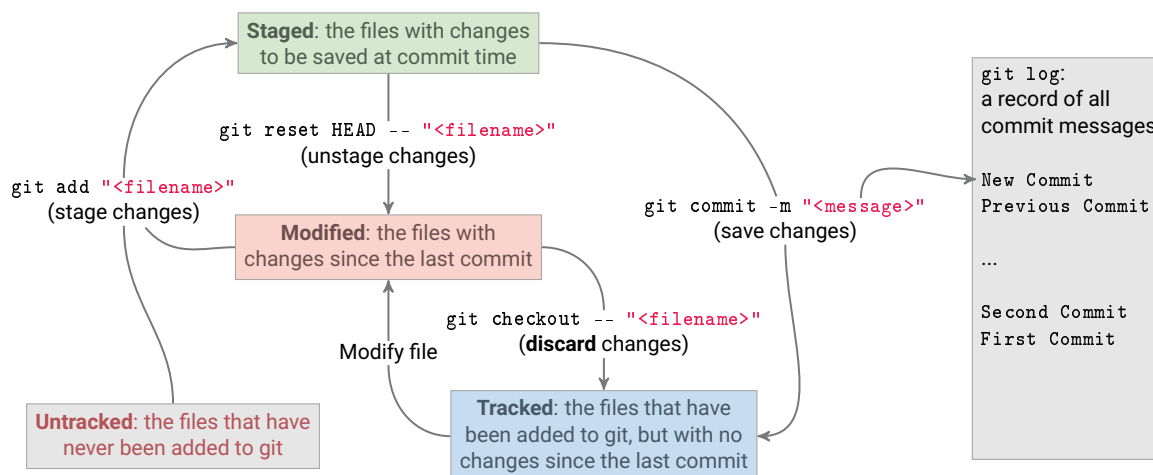 Staged: the files with changes
to be saved at commit time
git reset HEAD -- "<filename>"
(unstage changes)
git add "<filename>"
(stage changes)
Modified: the files with
changes since the last commit
git commit -m "<message>"
(save changes)
git checkout -- "<filename>"
(discard changes)
Modify file
Untracked: the files that have
never been added to git
Tracked: the files that have
been added to git, but with no
changes since the last commit
git log:
a record of all
commit messages
New Commit
Previous Commit
...
Second Commit
First Commit